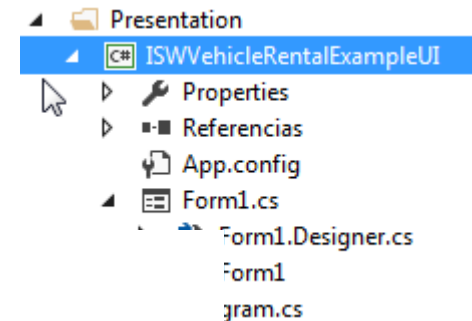 Presentation
C# ISWVehicleRentalExampleUI
Properties
Referencias
App.config
Form1.cs
Form1.Designer.cs
Form1
gram.cs